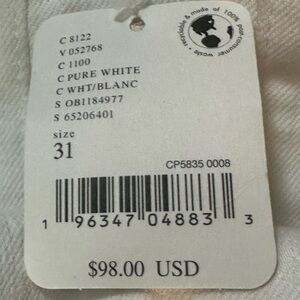 C 8122
V 052768
C 1100
C PURE WHITE
C WHT/BLANC
S OB1184977
S 65206401
size
31
recyclable & made of 100% post-consumer waste
CP5835 0008
1 96347 04883 3
$98.00 USD